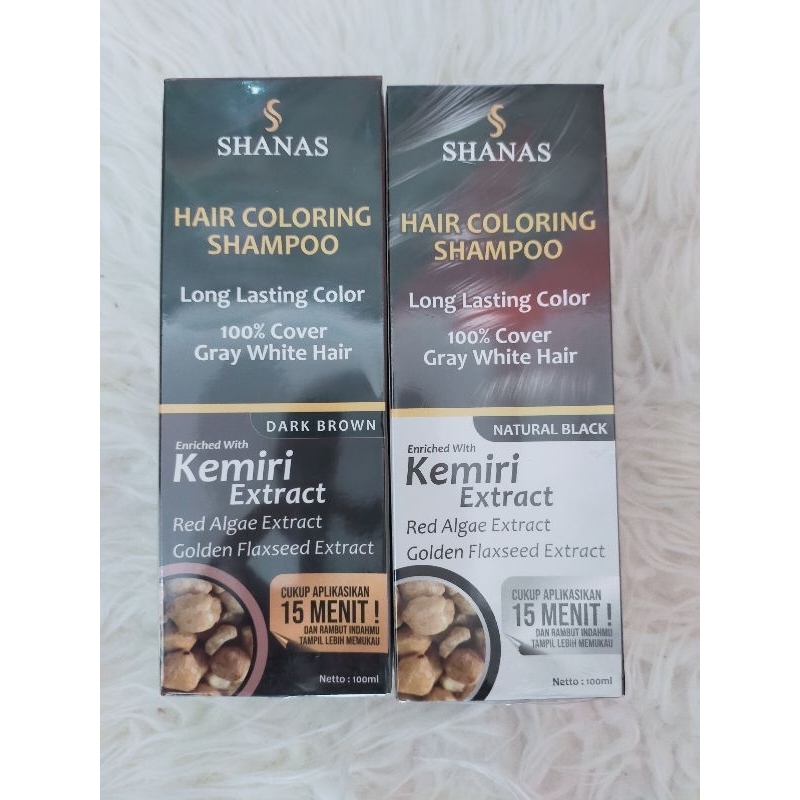 SHANAS
HAIR COLORING
SHAMPOO
Long Lasting Color
100% Cover
Gray White Hair
DARK BROWN
Enriched With
Kemiri
Extract
Red Algae Extract
Golden Flaxseed Extract
CUKUP APLIKASIKAN
15 MENIT !
DAN RAMBUT INDAHMU
TAMPIL LEBIH MEMUKAU
Netto : 100ml
SHANAS
HAIR COLORING
SHAMPOO
Long Lasting Color
100% Cover
Gray White Hair
NATURAL BLACK
Enriched With
Kemiri
Extract
Red Algae Extract
Golden Flaxseed Extract
CUKUP APLIKASIKAN
15 MENIT !
DAN RAMBUT INDAHMU
TAMPIL LEBIH MEMUKAU
Netto : 100ml